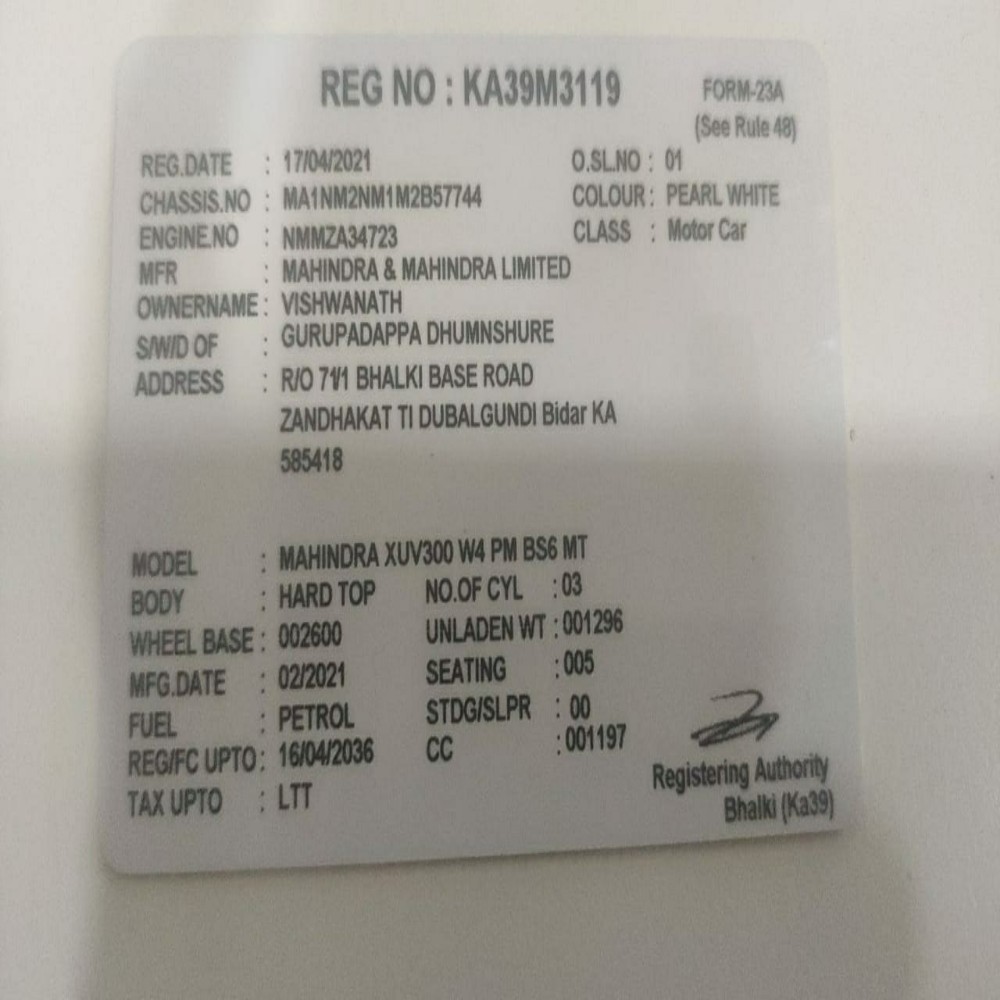 REG NO : KA39M3119
FORM-23A
(See Rule 48)
REG.DATE : 17/04/2021 O.SL.NO : 01
CHASSIS.NO : MA1NM2NM1M2B57744 COLOUR : PEARL WHITE
ENGINE.NO : NMMZA34723 CLASS : Motor Car
MFR : MAHINDRA & MAHINDRA LIMITED
OWNERNAME : VISHWANATH
S/W/D OF : GURUPADAPPA DHUMNSHURE
ADDRESS : R/O 71/1 BHALKI BASE ROAD
ZANDHAKAT TI DUBALGUNDI Bidar KA
585418
MODEL : MAHINDRA XUV300 W4 PM BS6 MT
BODY : HARD TOP NO.OF CYL : 03
WHEEL BASE : 002600 UNLADEN WT : 001296
MFG.DATE : 02/2021 SEATING : 005
FUEL : PETROL STDG/SLPR : 00
REG/FC UPTO : 16/04/2036 CC : 001197
TAX UPTO : LTT
Registering Authority
Bhalki (Ka39)